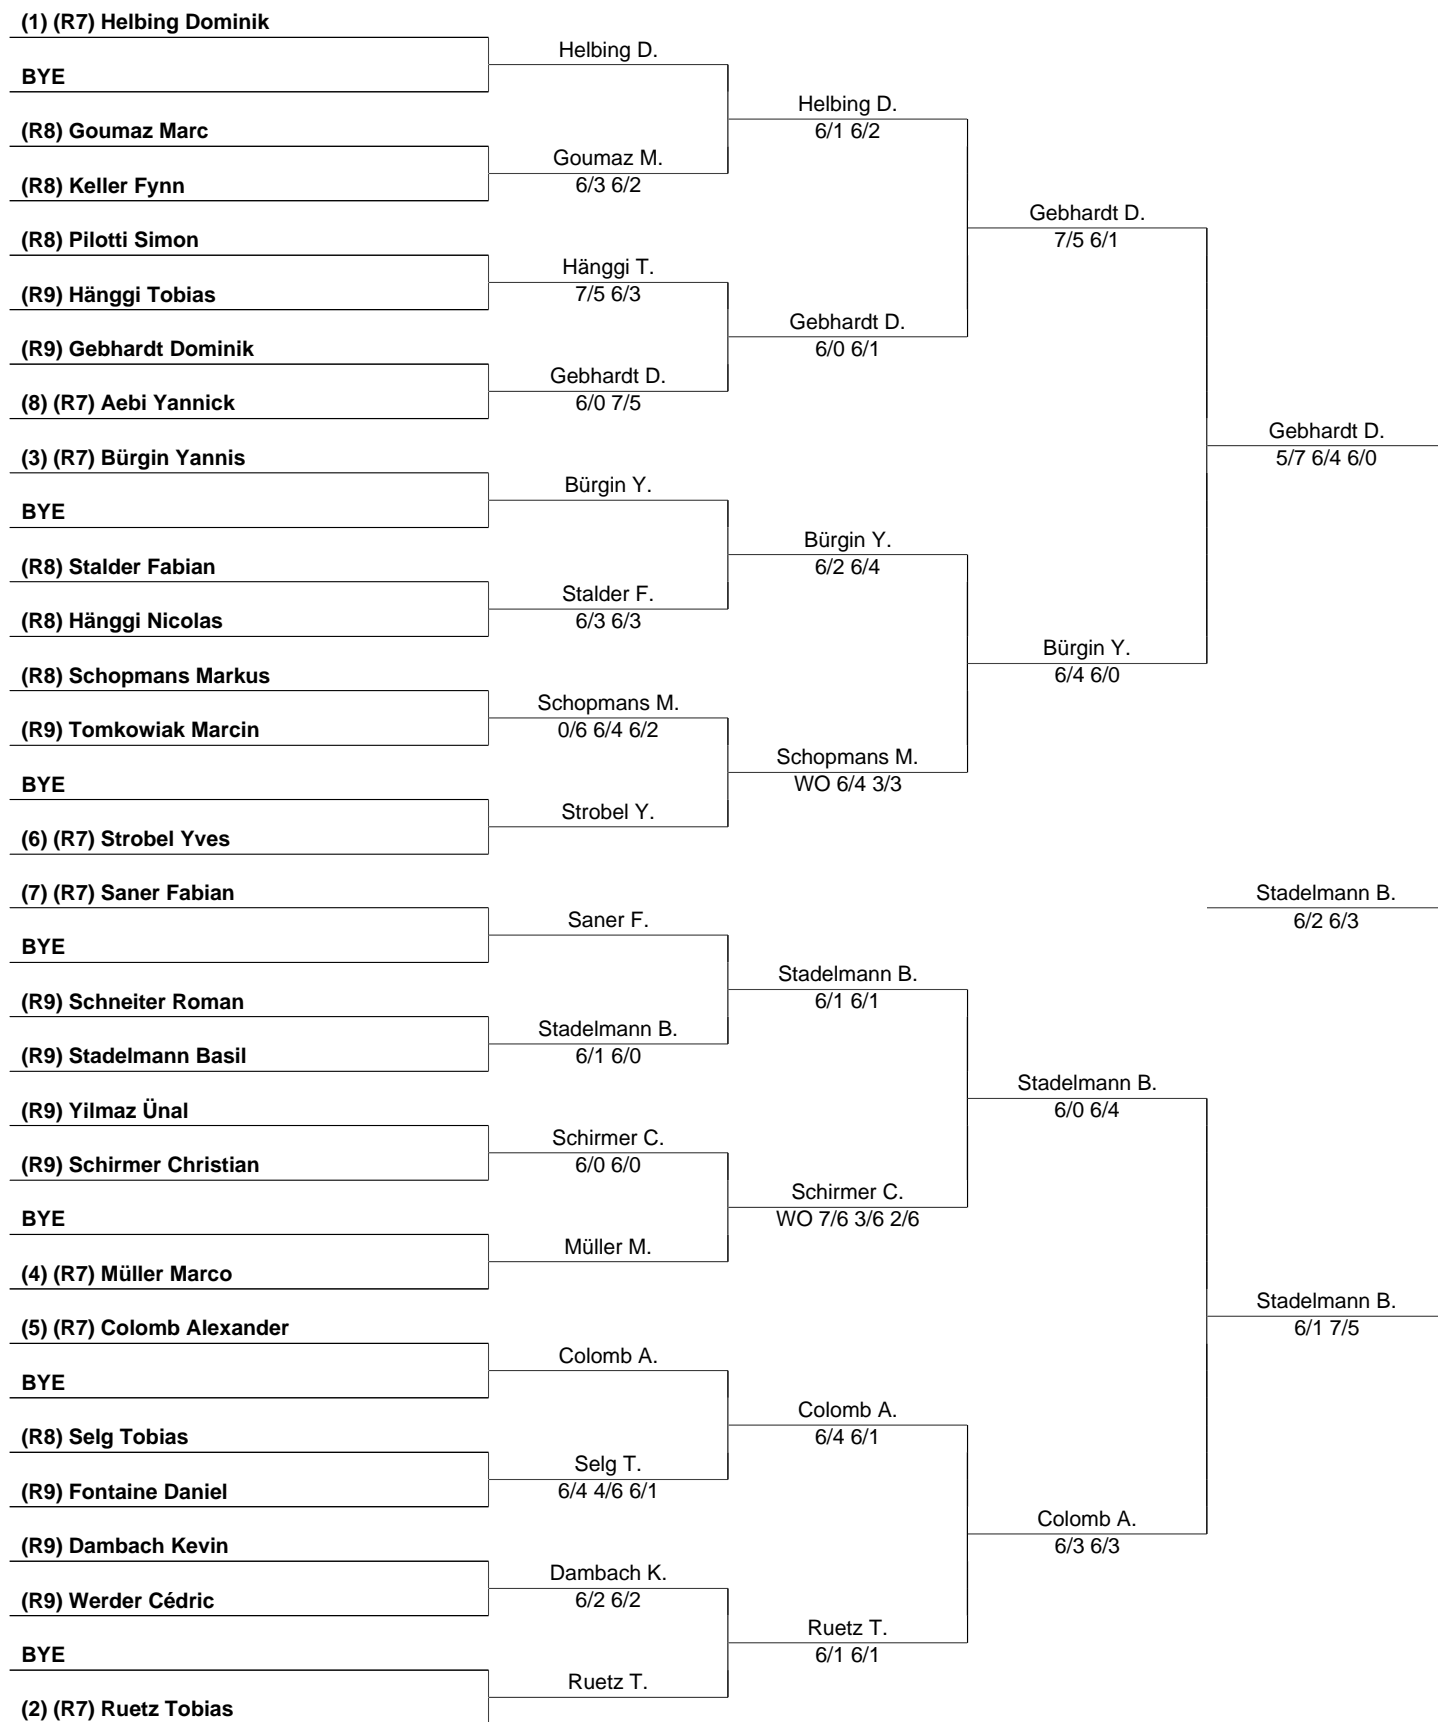 (1) (R7) Helbing Dominik
BYE
(R8) Goumaz Marc
(R8) Keller Fynn
(R8) Pilotti Simon
(R9) Hänggi Tobias
(R9) Gebhardt Dominik
(8) (R7) Aebi Yannick
(3) (R7) Bürgin Yannis
BYE
(R8) Stalder Fabian
(R8) Hänggi Nicolas
(R8) Schopmans Markus
(R9) Tomkowiak Marcin
BYE
(6) (R7) Strobel Yves
(7) (R7) Saner Fabian
BYE
(R9) Schneiter Roman
(R9) Stadelmann Basil
(R9) Yilmaz Ünal
(R9) Schirmer Christian
BYE
(4) (R7) Müller Marco
(5) (R7) Colomb Alexander
BYE
(R8) Selg Tobias
(R9) Fontaine Daniel
(R9) Dambach Kevin
(R9) Werder Cédric
BYE
(2) (R7) Ruetz Tobias
Helbing D.
Goumaz M.
6/3 6/2
Hänggi T.
7/5 6/3
Gebhardt D.
6/0 7/5
Bürgin Y.
Stalder F.
6/3 6/3
Schopmans M.
0/6 6/4 6/2
Strobel Y.
Saner F.
Stadelmann B.
6/1 6/0
Schirmer C.
6/0 6/0
Müller M.
Colomb A.
Selg T.
6/4 4/6 6/1
Dambach K.
6/2 6/2
Ruetz T.
Helbing D.
6/1 6/2
Gebhardt D.
6/0 6/1
Bürgin Y.
6/2 6/4
Schopmans M.
WO 6/4 3/3
Stadelmann B.
6/1 6/1
Schirmer C.
WO 7/6 3/6 2/6
Colomb A.
6/4 6/1
Ruetz T.
6/1 6/1
Gebhardt D.
7/5 6/1
Bürgin Y.
6/4 6/0
Stadelmann B.
6/0 6/4
Colomb A.
6/3 6/3
Gebhardt D.
5/7 6/4 6/0
Stadelmann B.
6/2 6/3
Stadelmann B.
6/1 7/5